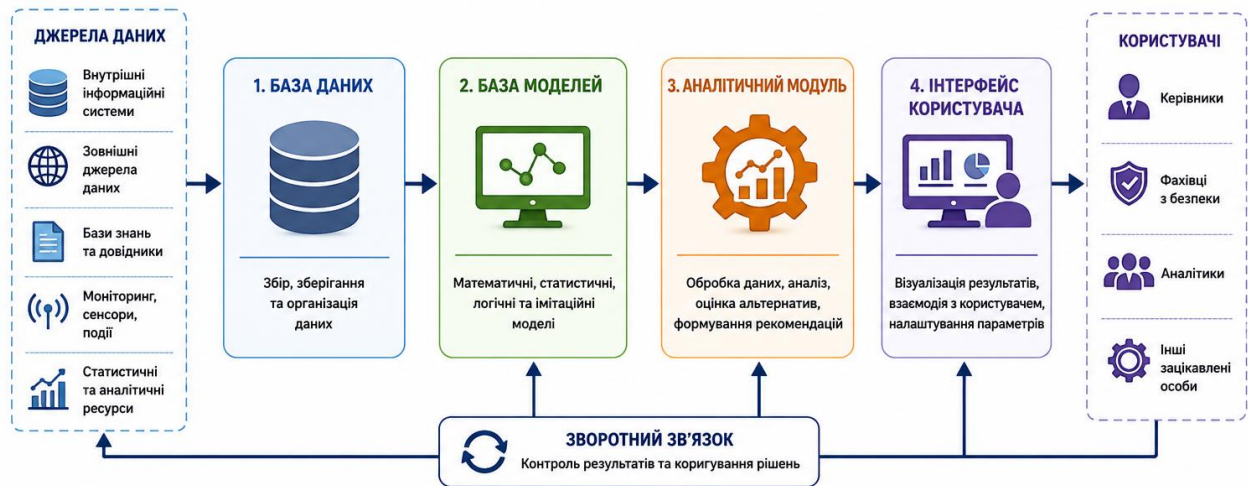 ДЖЕРЕЛА ДАНИХ
Внутрішні
інформаційні
системи
Зовнішні
джерела
даних
Бази знань
та довідники
Моніторинг,
сенсори,
події
Статистичні
та аналітичні
ресурси
1. БАЗА ДАНИХ
Збір, зберігання
та організація
даних
2. БАЗА МОДЕЛЕЙ
Математичні, статистичні,
логічні та імітаційні
моделі
3. АНАЛІТИЧНИЙ МОДУЛЬ
Обробка даних, аналіз,
оцінка альтернатив,
формування рекомендацій
4. ІНТЕРФЕЙС
КОРИСТУВАЧА
Візуалізація результатів,
взаємодія з користувачем,
налаштування параметрів
КОРИСТУВАЧІ
Керівники
Фахівці
з безпеки
Аналітики
Інші
зацікавлені
особи
ЗВОРОТНИЙ ЗВ'ЯЗОК
Контроль результатів та коригування рішень